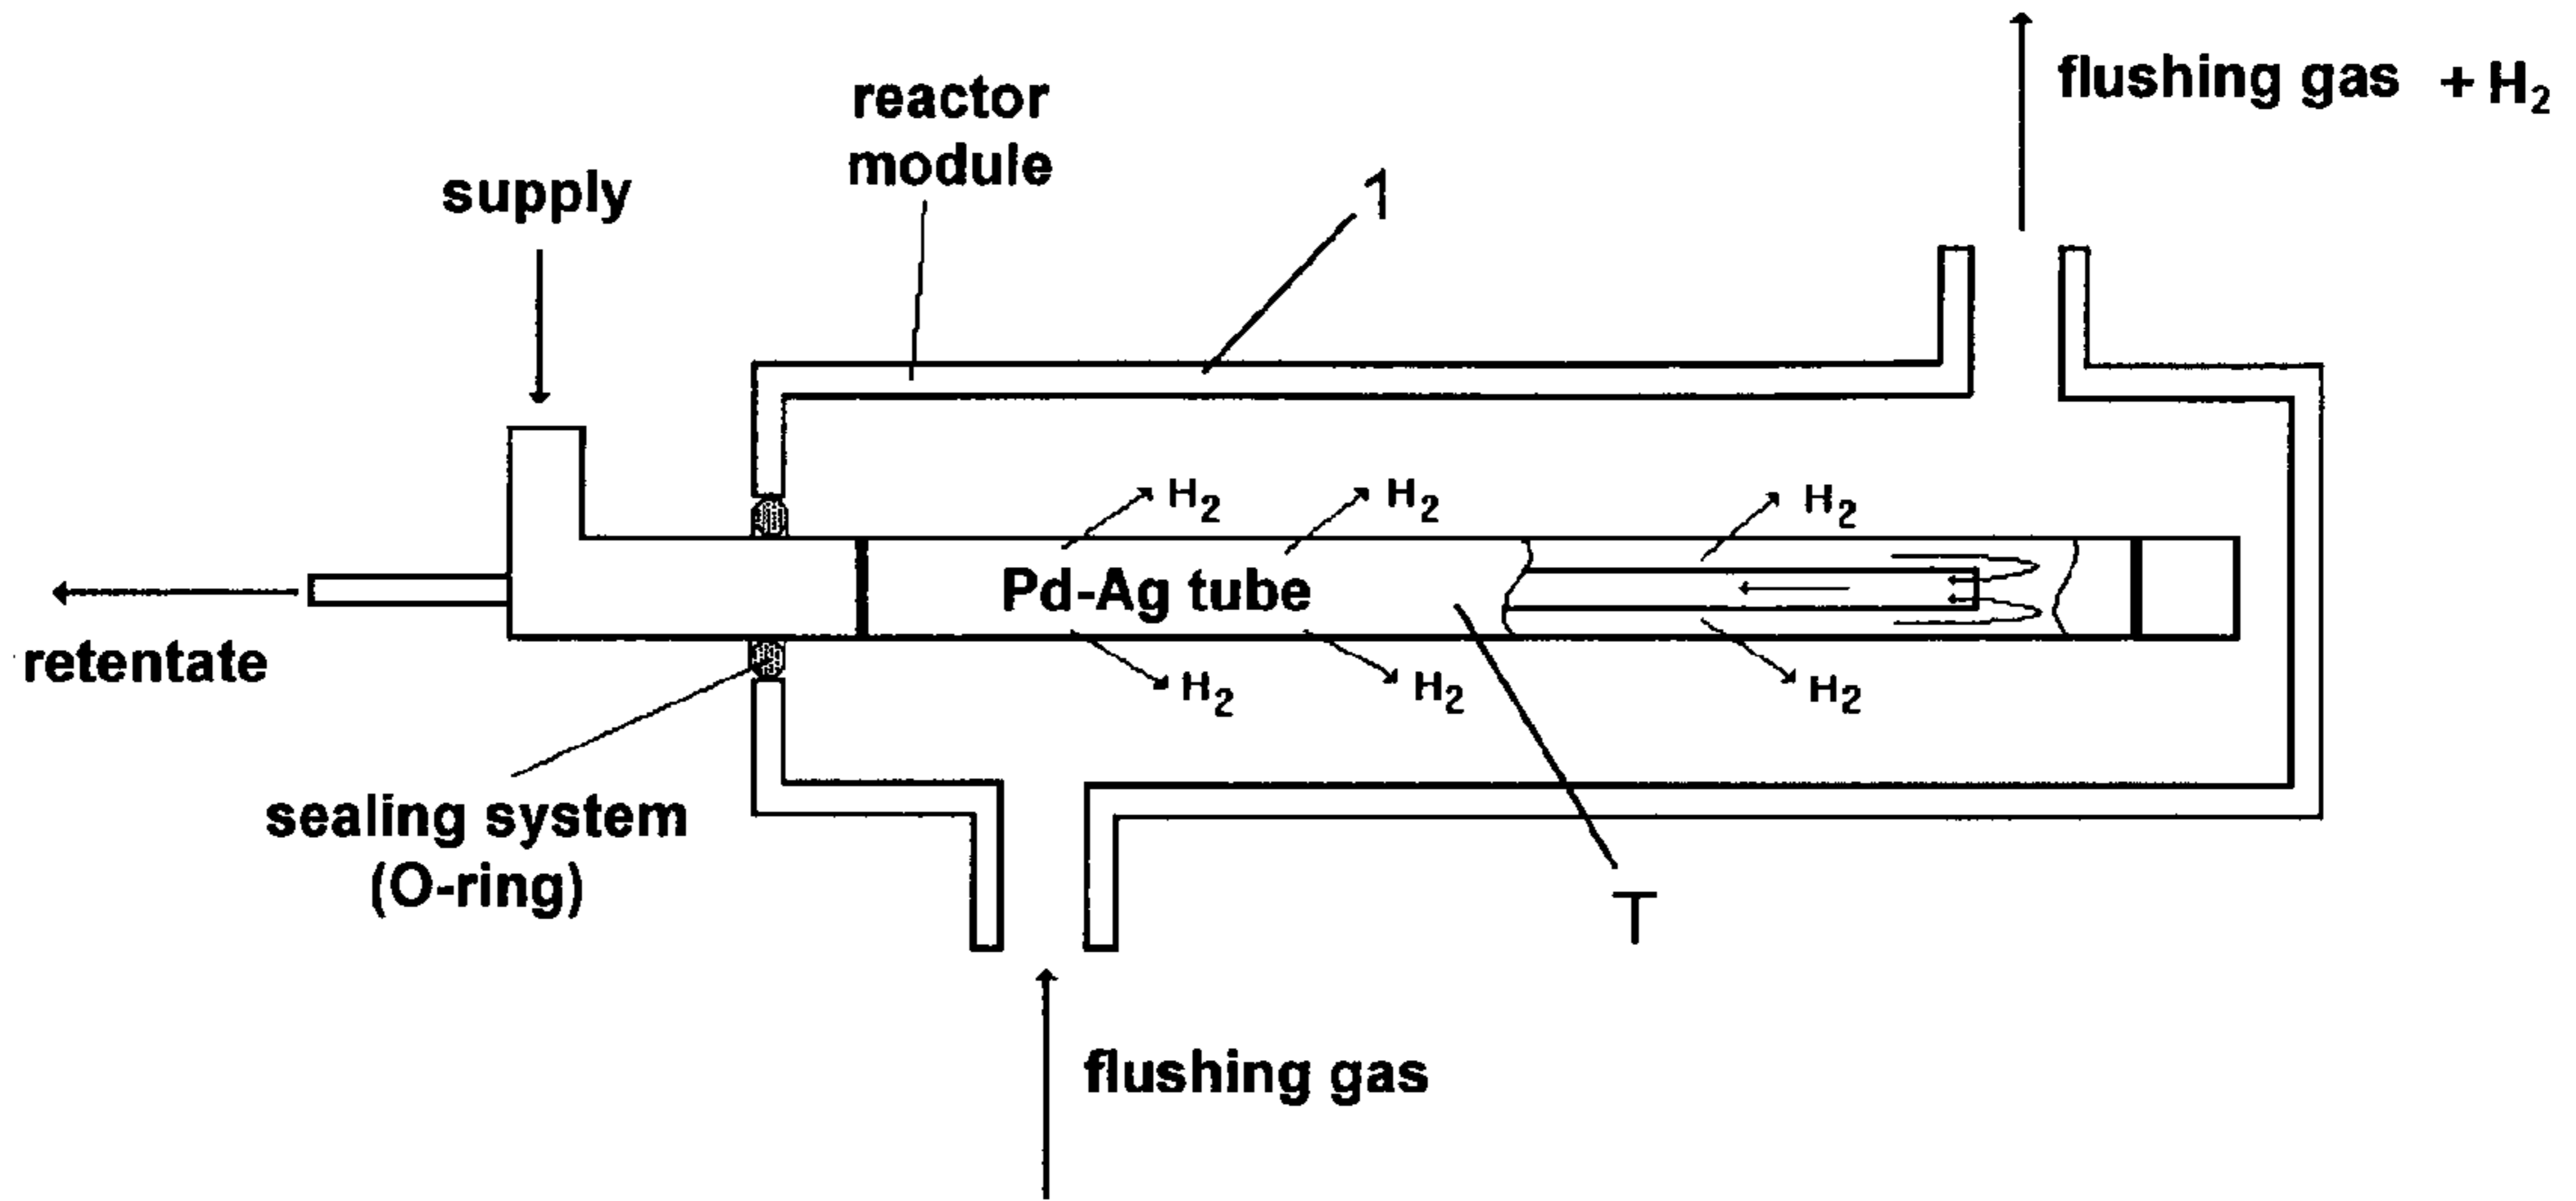 flushing gas + H₂
reactor
module
supply
1
H₂ H₂ H₂
Pd-Ag tube
retentate
H₂ H₂ H₂
sealing system
(O-ring)
T
flushing gas